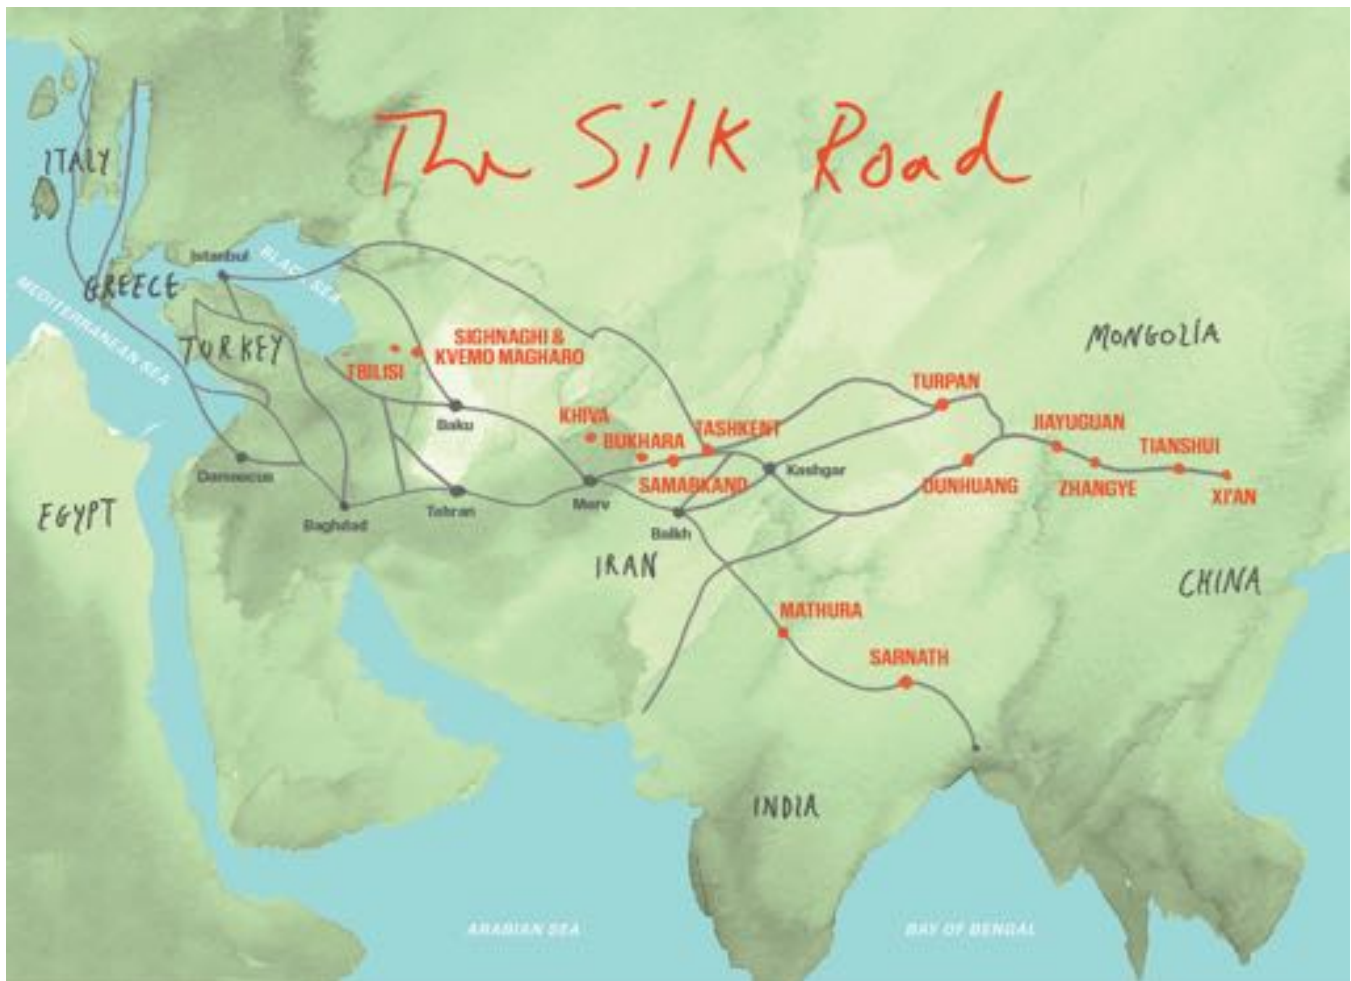 The Silk Road
ITALY
Istanbul
BLACK SEA
GREECE
MEDITERRANEAN SEA
TURKEY
MONGOLIA
SIGHNAGHI &
KVEMO MAGHARO
TBILISI
TURPAN
KHIVA
Baku
TASHKENT
JIAYUGUAN
BUKHARA
TIANSHUI
Damascus
Kashgar
SAMARKAND
DUNHUANG
ZHANGYE
XI'AN
EGYPT
Baghdad
Tehran
Merv
Balkh
IRAN
CHINA
MATHURA
SARNATH
INDIA
ARABIAN SEA
BAY OF BENGAL